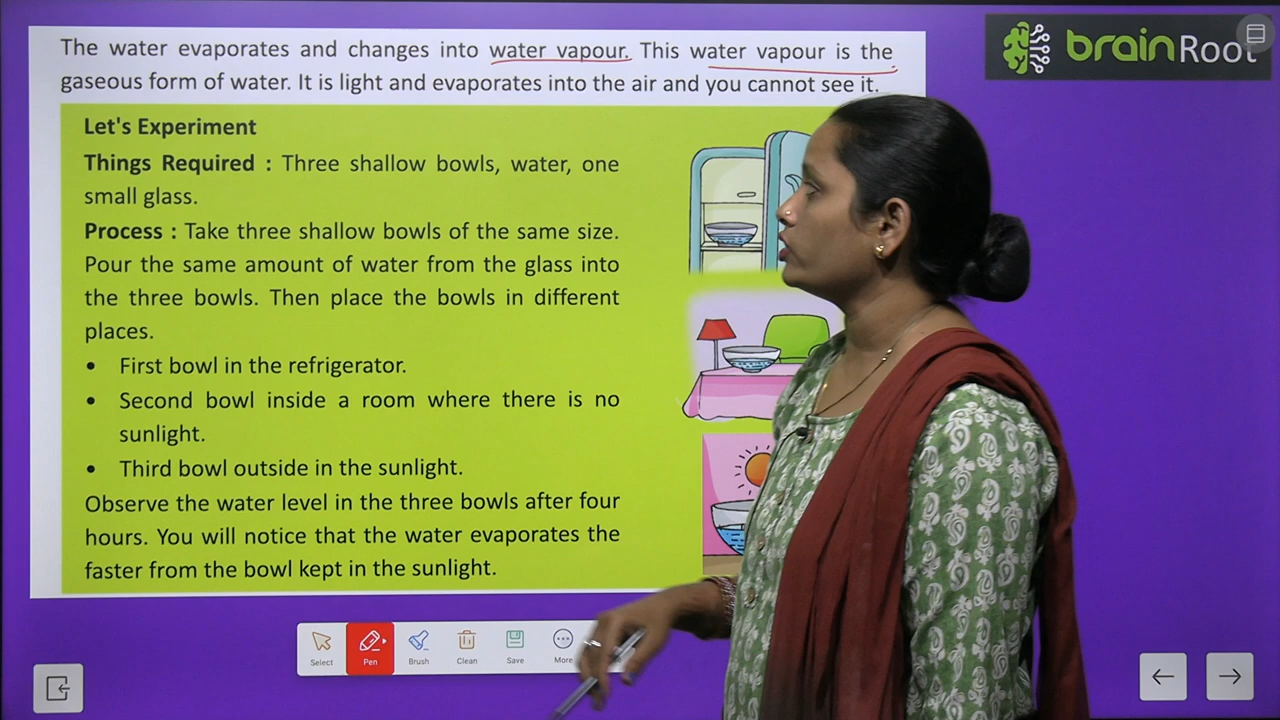 The water evaporates and changes into water vapour. This water vapour is the
gaseous form of water. It is light and evaporates into the air and you cannot see it.
brainRoot
Let's Experiment
Things Required : Three shallow bowls, water, one
small glass.
Process : Take three shallow bowls of the same size.
Pour the same amount of water from the glass into
the three bowls. Then place the bowls in different
places.
• First bowl in the refrigerator.
• Second bowl inside a room where there is no
sunlight.
• Third bowl outside in the sunlight.
Observe the water level in the three bowls after four
hours. You will notice that the water evaporates the
faster from the bowl kept in the sunlight.
Select Pen Brush Clean Save More